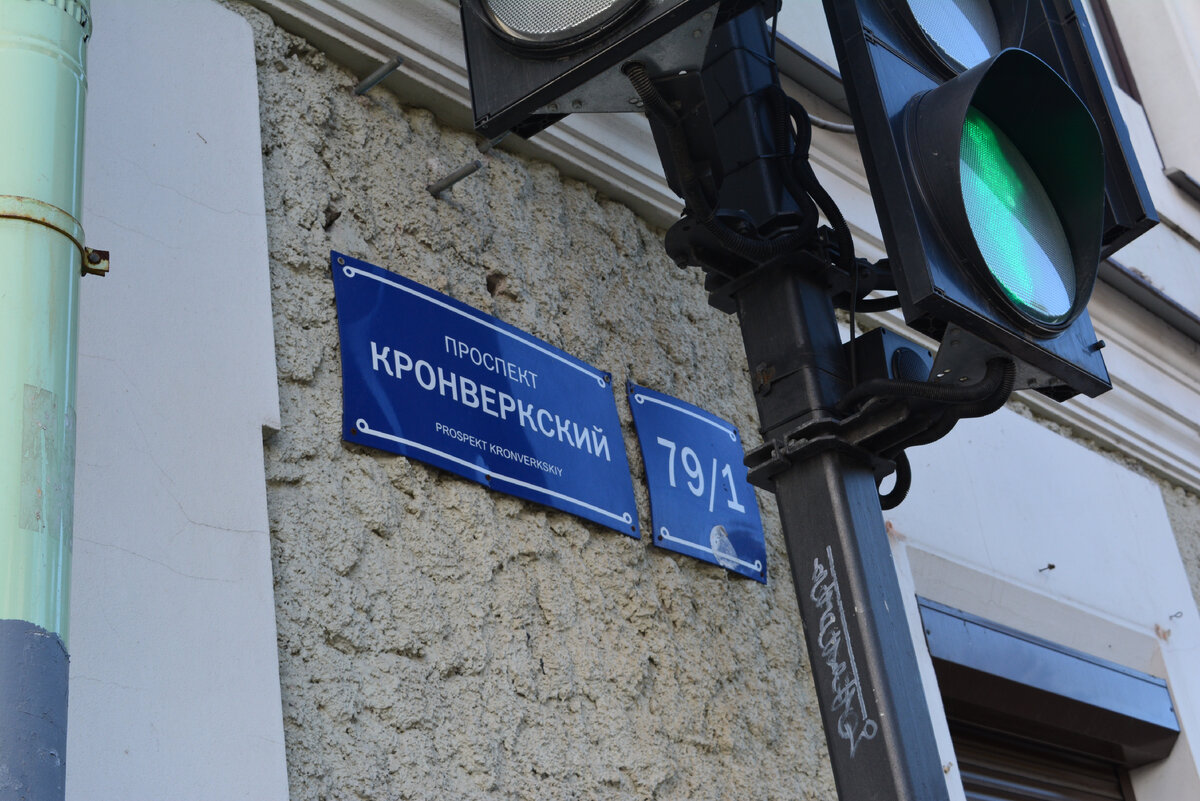 ПРОСПЕКТ
КРОНВЕРКСКИЙ
PROSPEKT KRONVERKSKIY
79/1